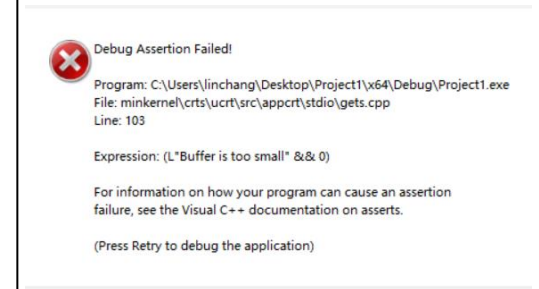 Debug Assertion Failed!
Program: C:\Users\linchang\Desktop\Project1\x64\Debug\Project1.exe
File: minkernel\crts\ucrt\src\appcrt\stdio\gets.cpp
Line: 103
Expression: (L"Buffer is too small" && 0)
For information on how your program can cause an assertion
failure, see the Visual C++ documentation on asserts.
(Press Retry to debug the application)